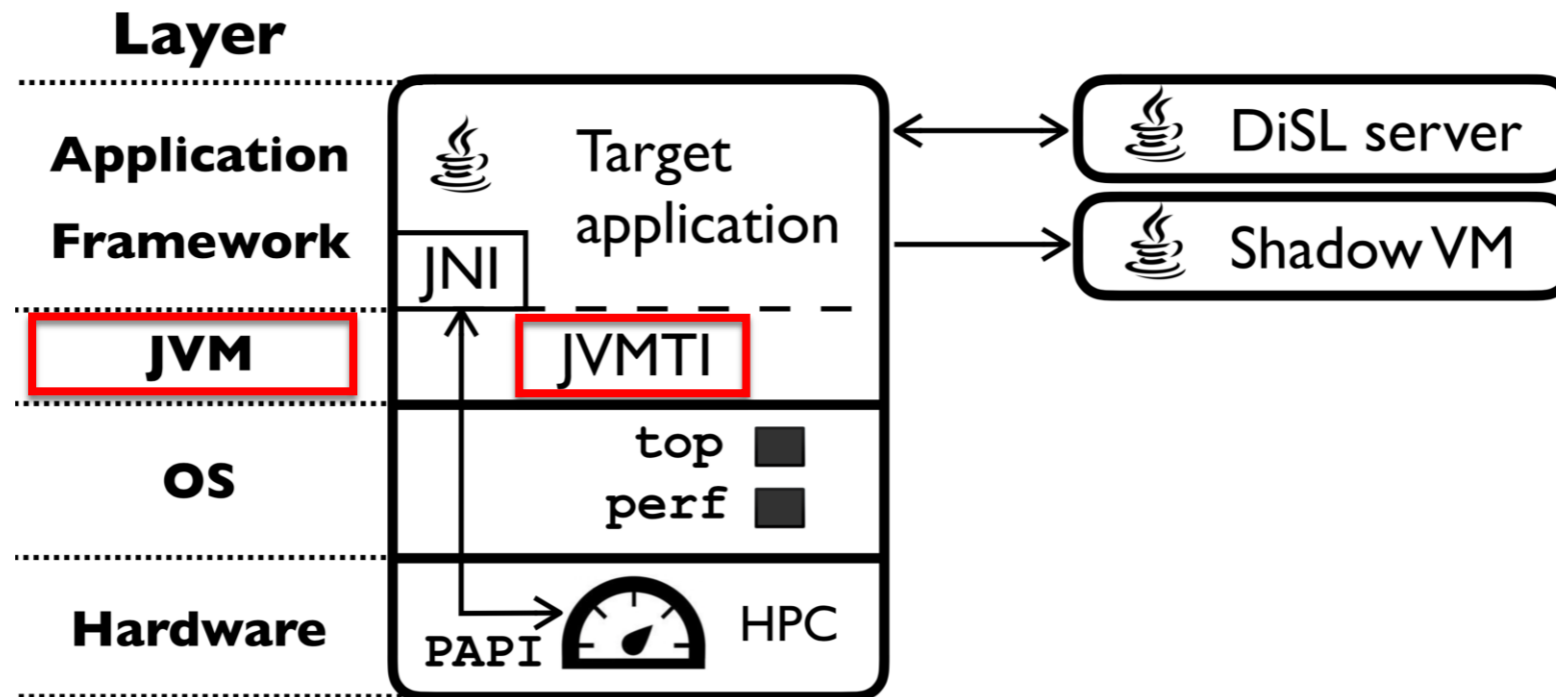 Layer
Application
Framework
JVM
OS
Hardware
Target
application
JNI
JVMTI
top
perf
PAPI
HPC
DiSL server
Shadow VM